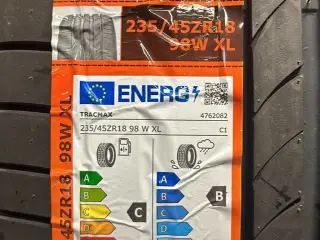 235/45ZR18
98W XL
ENERG
TRACMAX
4762082
235/45ZR18 98 W XL
C1
A
B
C
D
C
A
B
C
D
B
45ZR18 98W XL